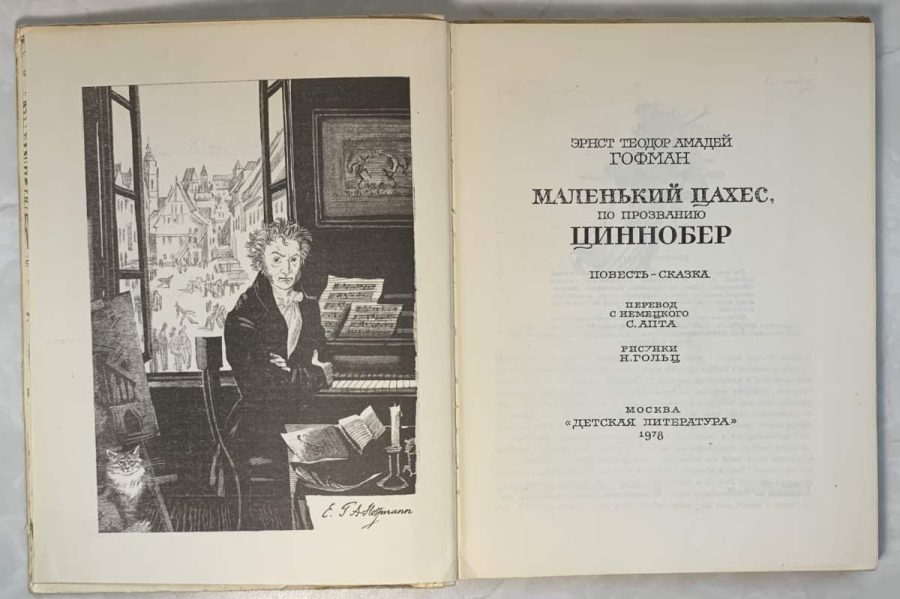 E. T. A. Hoffmann
ЭРНСТ ТЕОДОР АМАДЕЙ
ГОФМАН
МАЛЕНЬКИЙ ЦАХЕС,
ПО ПРОЗВАНИЮ
ЦИННОБЕР
ПОВЕСТЬ-СКАЗКА
ПЕРЕВОД
С НЕМЕЦКОГО
С. АПТА
РИСУНКИ
Н. ГОЛЬЦ
МОСКВА
«ДЕТСКАЯ ЛИТЕРАТУРА»
1978